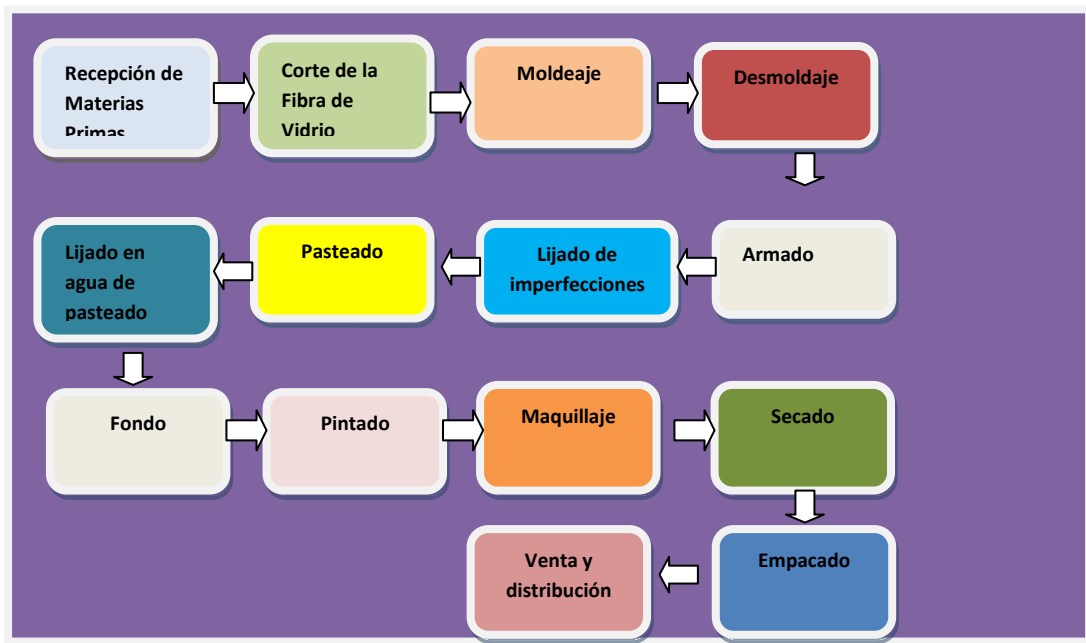 Recepción de
Materias
Primas
Corte de la
Fibra de
Vidrio
Moldeaje
Desmoldaje
Armado
Lijado de
imperfecciones
Pasteado
Lijado en
agua de
pasteado
Fondo
Pintado
Maquillaje
Secado
Empacado
Venta y
distribución